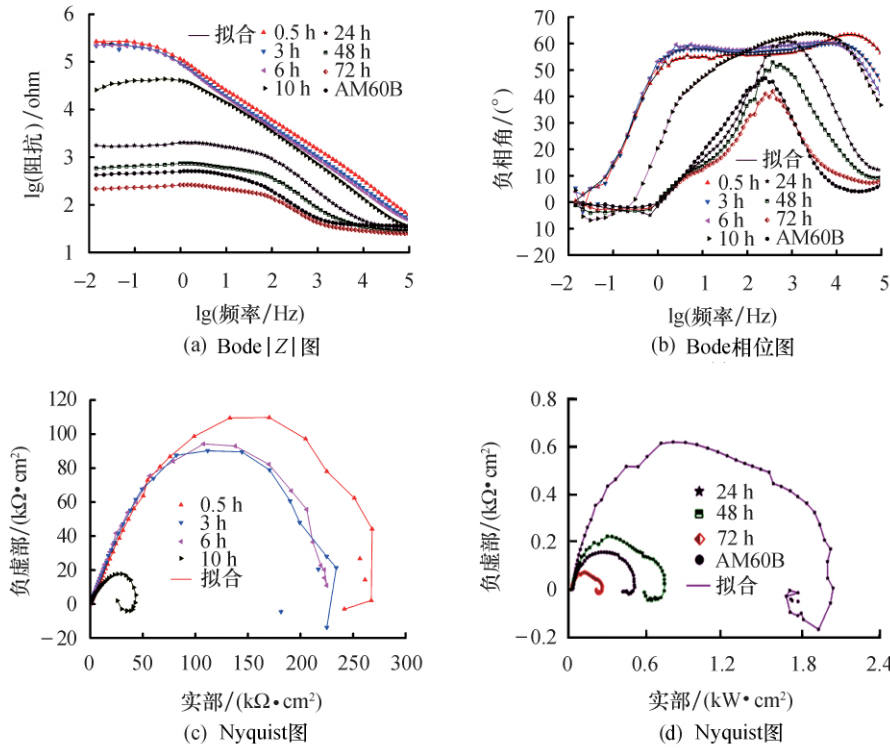 lg(阻抗)/ohm
6
5
4
3
2
1
拟合
0.5 h
3 h
6 h
10 h
24 h
48 h
72 h
AM60B
−2 −1 0 1 2 3 4 5
lg(频率/Hz)
(a) Bode|Z|图
负相角/(°)
70
60
50
40
30
20
10
0
−10
−20
拟合
0.5 h 24 h
3 h 48 h
6 h 72 h
10 h AM60B
−2 −1 0 1 2 3 4 5
lg(频率/Hz)
(b) Bode相位图
负虚部/(kΩ•cm²)
120
100
80
60
40
20
0
−20
0.5 h
3 h
6 h
10 h
拟合
0 50 100 150 200 250 300
实部/(kΩ•cm²)
(c) Nyquist图
负虚部/(kΩ•cm²)
0.8
0.6
0.4
0.2
0
−0.2
24 h
48 h
72 h
AM60B
拟合
0 0.6 1.2 1.8 2.4
实部/(kW•cm²)
(d) Nyquist图